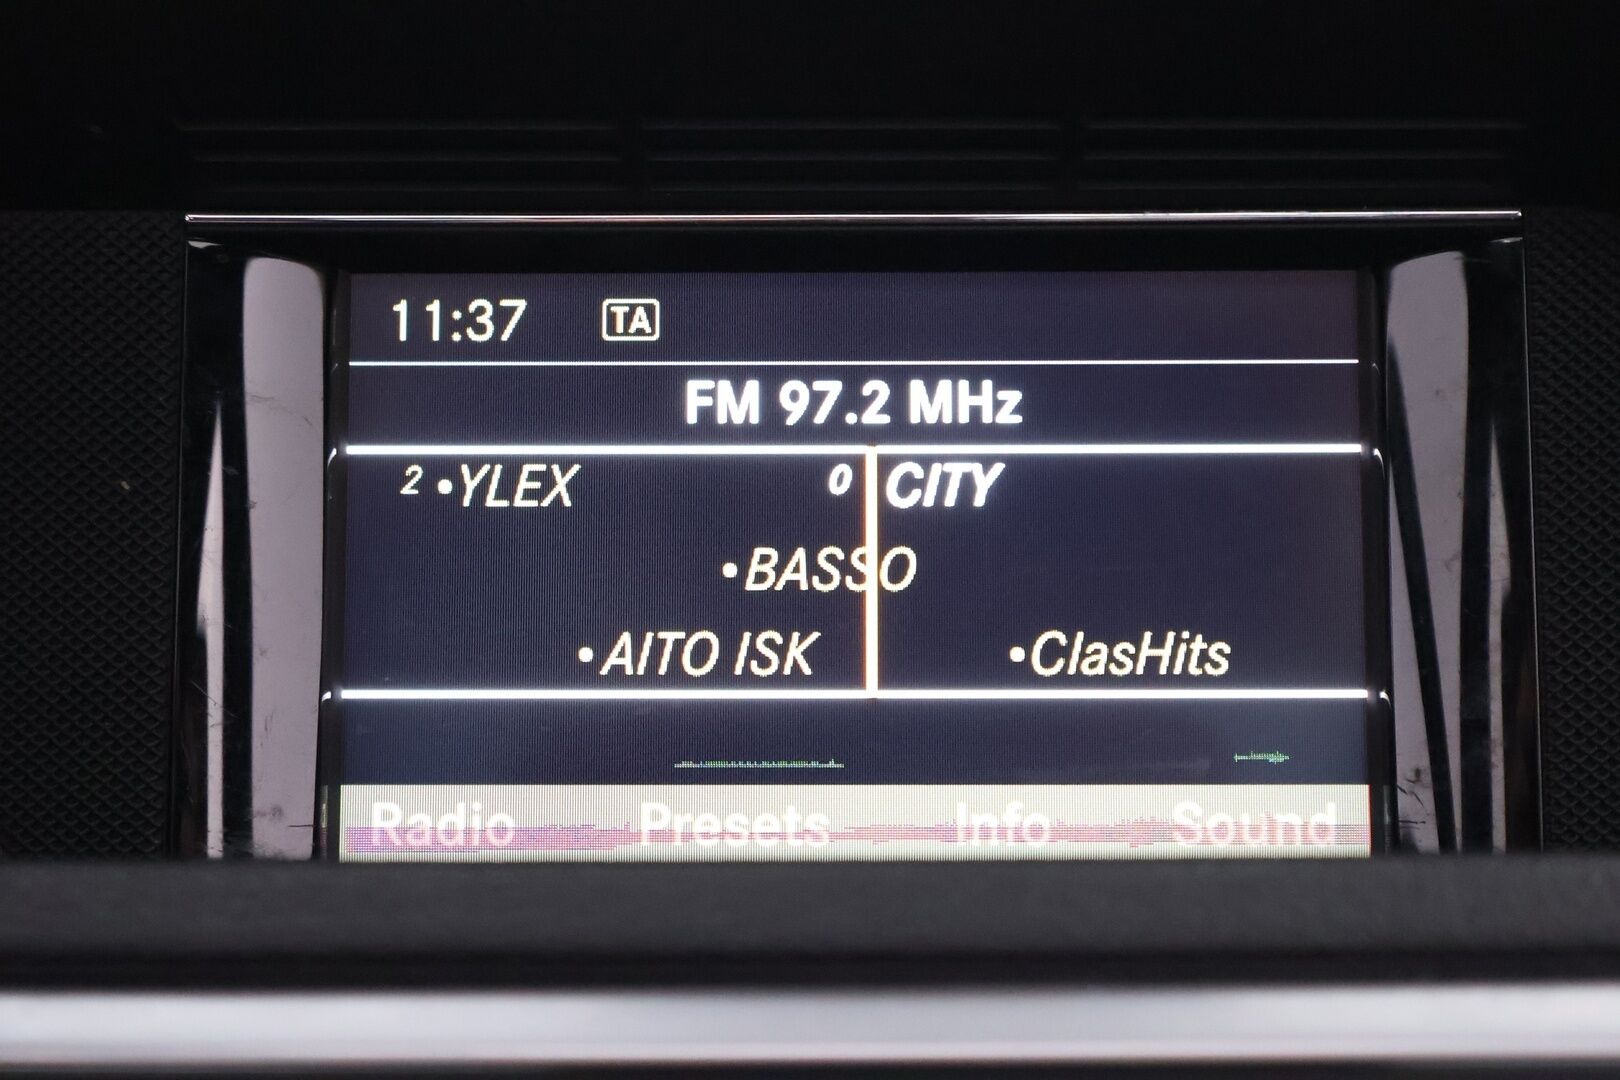 11:37 TA
FM 97.2 MHz
2 •YLEX 0 CITY
•BASSO
•AITO ISK •ClasHits
Radio Presets Info Sound